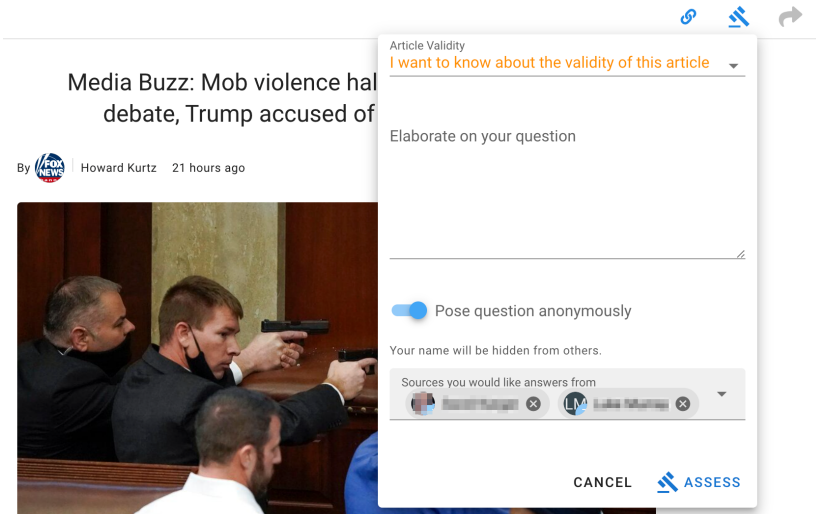 Article Validity
I want to know about the validity of this article
Media Buzz: Mob violence hal
debate, Trump accused of
Elaborate on your question
By FOX NEWS Howard Kurtz 21 hours ago
Pose question anonymously
Your name will be hidden from others.
Sources you would like answers from
LM
CANCEL ASSESS